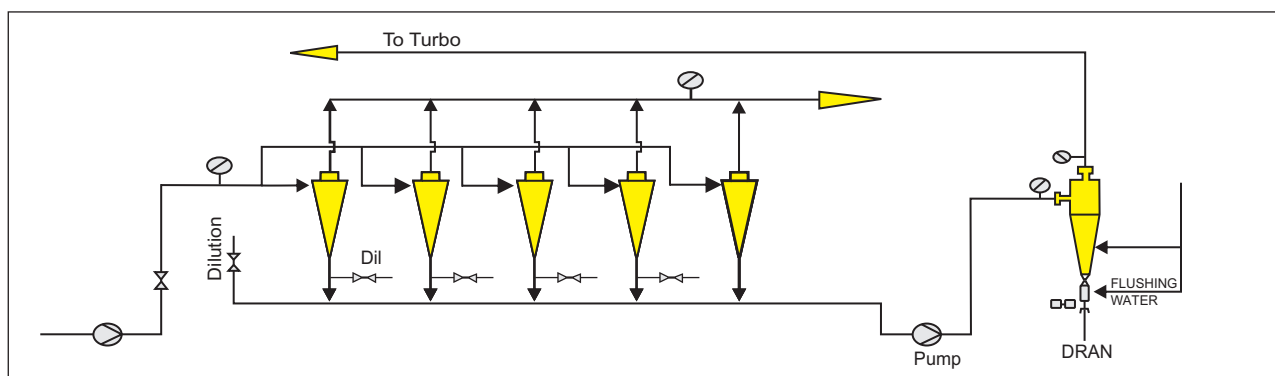 To Turbo
Dilution
Dil
FLUSHING
WATER
Pump
DRAN